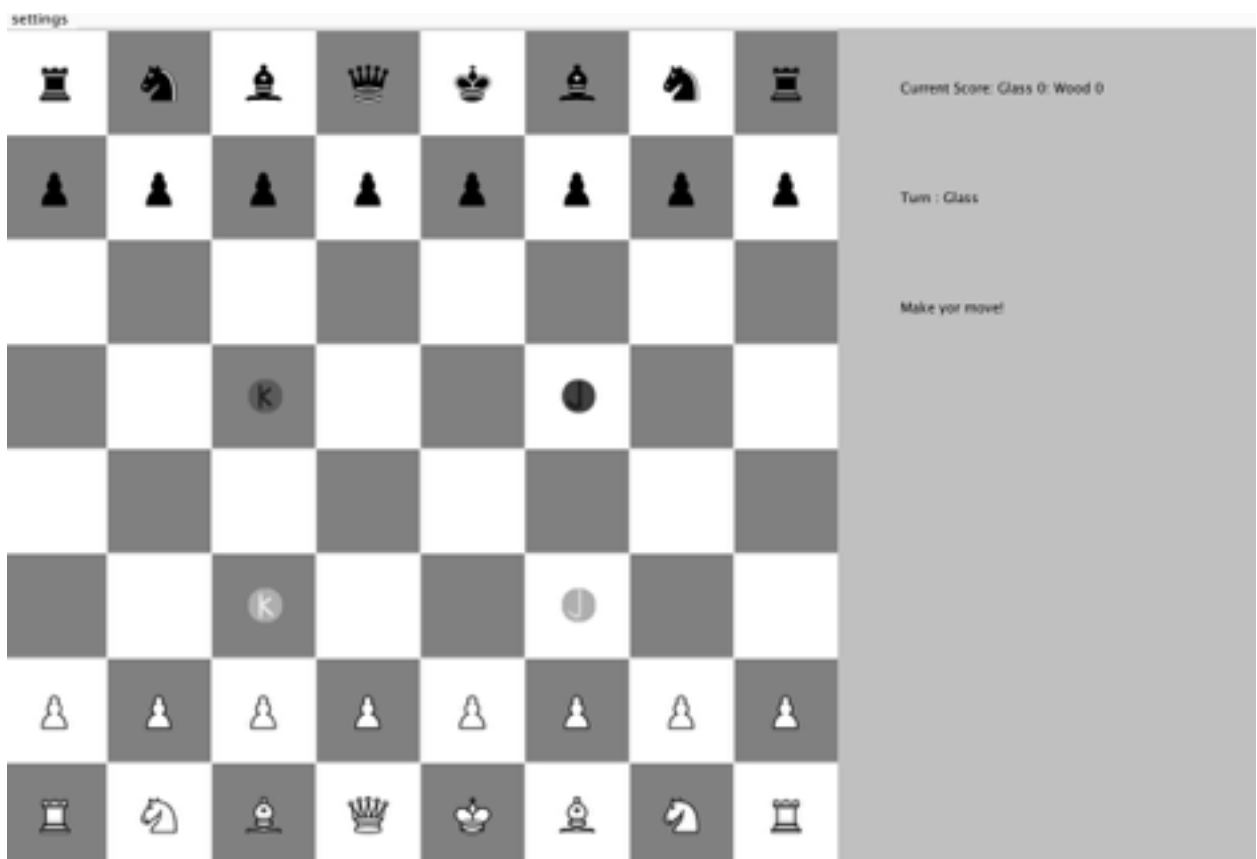 settings
Current Score: Glass 0: Wood 0
Turn : Glass
Make yor move!
K J
K J